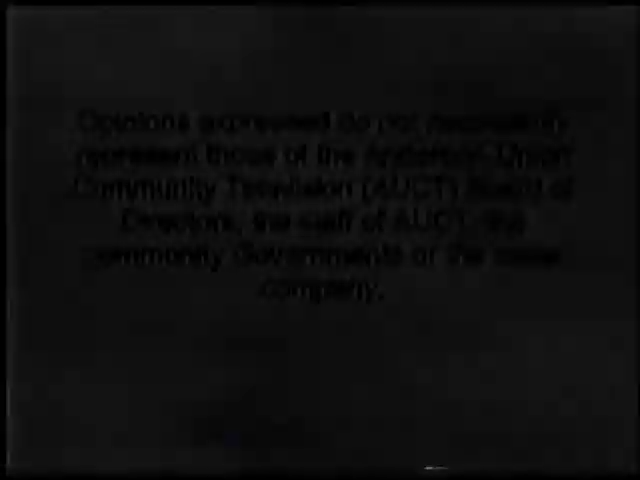 Opinions expressed do not necessarily
represent those of the Anderson-Union
Community Television (AUCT) Board of
Directors, the staff of AUCT, the
community Governments or the cable
company.